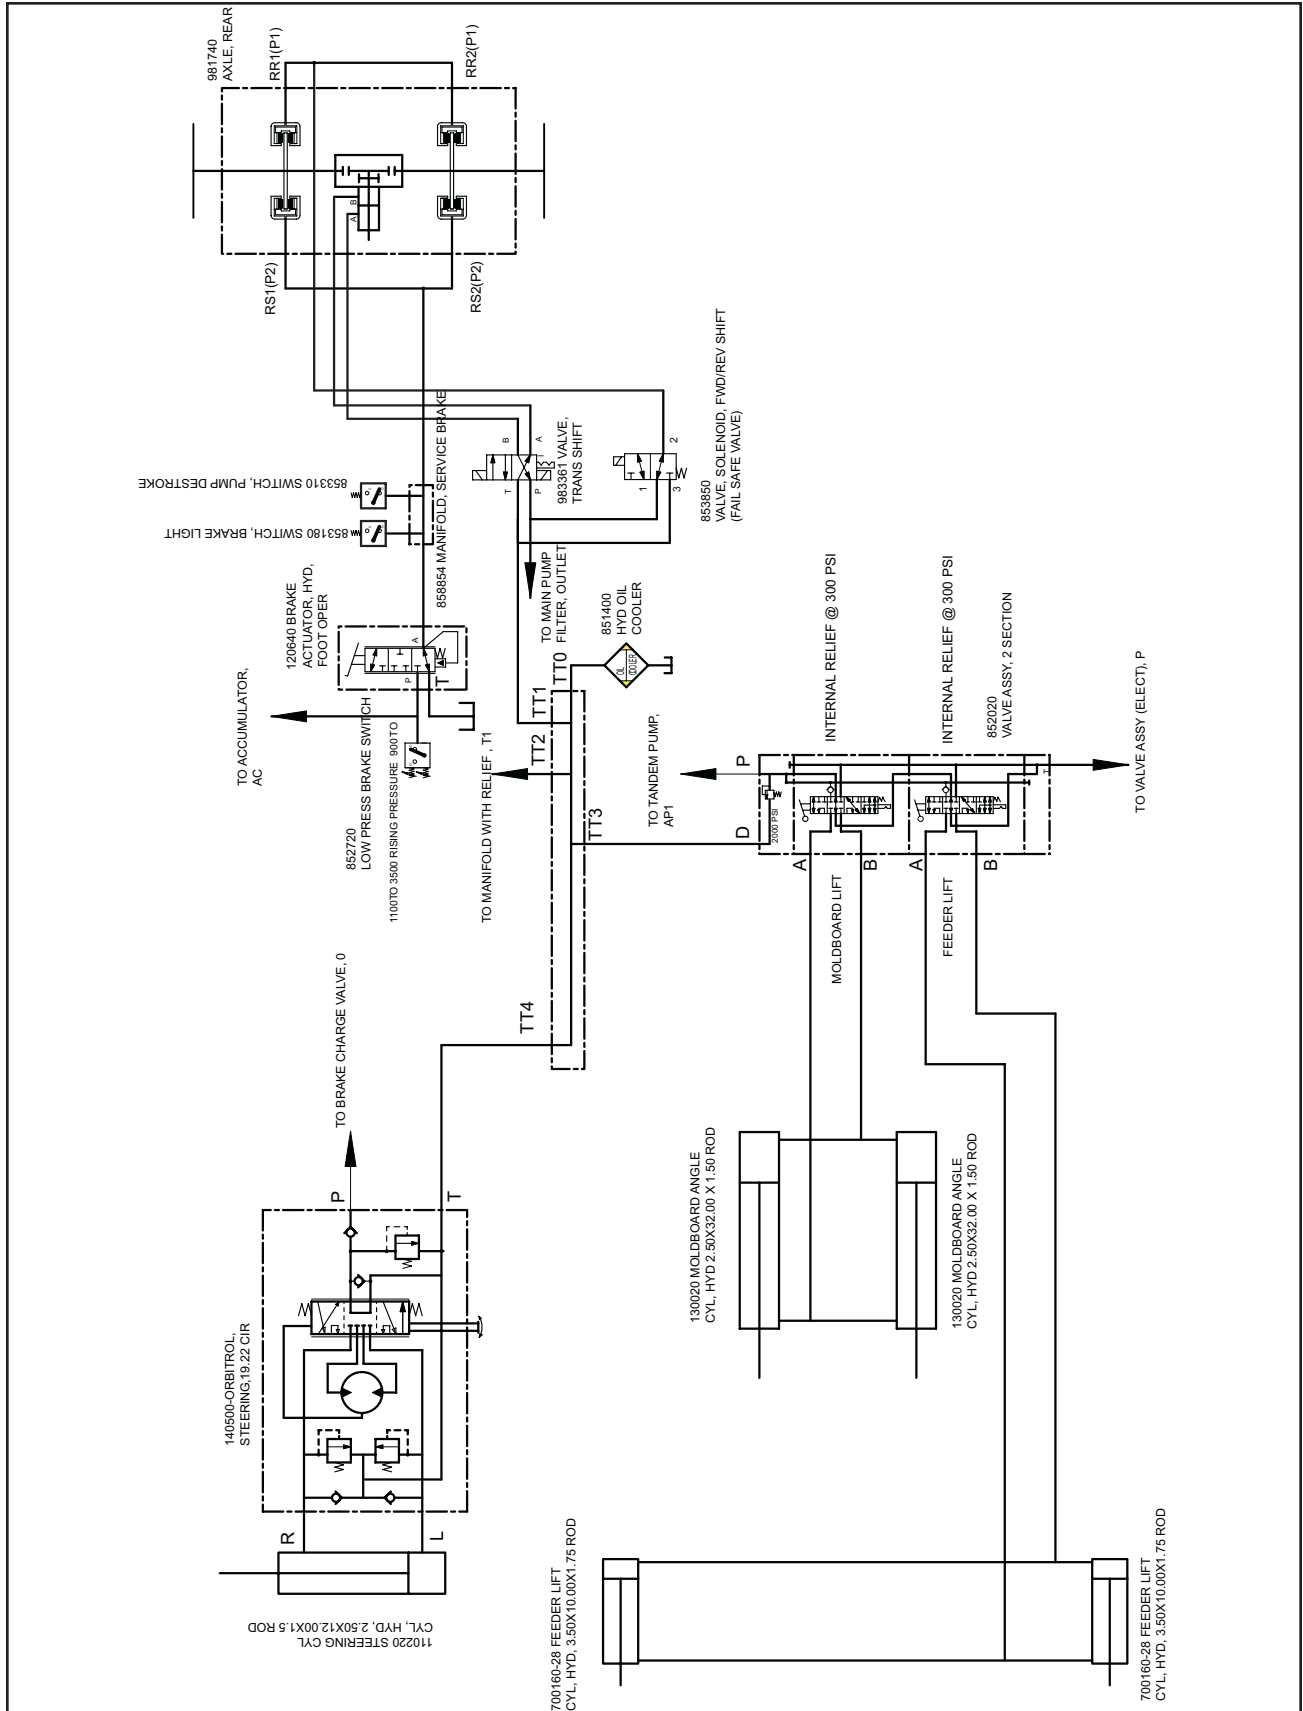 981740
AXLE, REAR
RR1(P1)
RR2(P1)
B
A
RS1(P2)
RS2(P2)
853310 SWITCH, PUMP DESTROKE
853180 SWITCH, BRAKE LIGHT
858854 MANIFOLD, SERVICE BRAKE
B
A
T
P
983361 VALVE,
TRANS SHIFT
2
1
3
853850
VALVE, SOLENOID, FWD/REV SHIFT
(FAIL SAFE VALVE)
120640 BRAKE
ACTUATOR, HYD,
FOOT OPER
A
P
T
TO ACCUMULATOR,
AC
852720
LOW PRESS BRAKE SWITCH
1100TO 3500 RISING PRESSURE 900TO
TO MAIN PUMP
FILTER, OUTLET
851400
HYD OIL
COOLER
OIL
COOLER
TT0
TT1
TT2
TT3
TT4
TO MANIFOLD WITH RELIEF , T1
TO TANDEM PUMP,
AP1
P
D
2000 PSI
INTERNAL RELIEF @ 300 PSI
INTERNAL RELIEF @ 300 PSI
852020
VALVE ASSY, 2 SECTION
T
TO VALVE ASSY (ELECT), P
A
B
A
B
MOLDBOARD LIFT
FEEDER LIFT
TO BRAKE CHARGE VALVE, 0
P
T
140500-ORBITROL,
STEERING,19.22 CIR
R
L
110220 STEERING CYL
CYL, HYD, 2.50X12.00X1.5 ROD
130020 MOLDBOARD ANGLE
CYL, HYD 2.50X32.00 X 1.50 ROD
130020 MOLDBOARD ANGLE
CYL, HYD 2.50X32.00 X 1.50 ROD
700160-28 FEEDER LIFT
CYL, HYD, 3.50X10.00X1.75 ROD
700160-28 FEEDER LIFT
CYL, HYD, 3.50X10.00X1.75 ROD